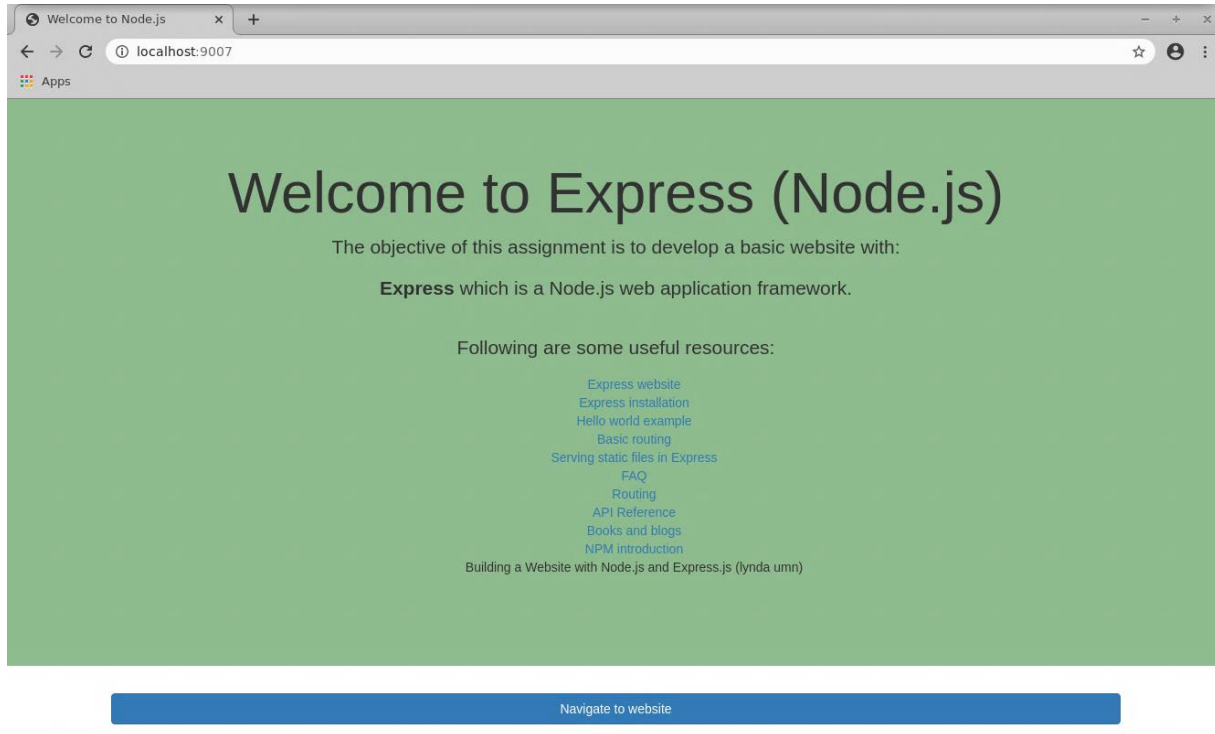 Welcome to Node.js
localhost:9007
Apps
Welcome to Express (Node.js)
The objective of this assignment is to develop a basic website with:
Express which is a Node.js web application framework.
Following are some useful resources:
Express website
Express installation
Hello world example
Basic routing
Serving static files in Express
FAQ
Routing
API Reference
Books and blogs
NPM introduction
Building a Website with Node.js and Express.js (lynda umn)
Navigate to website